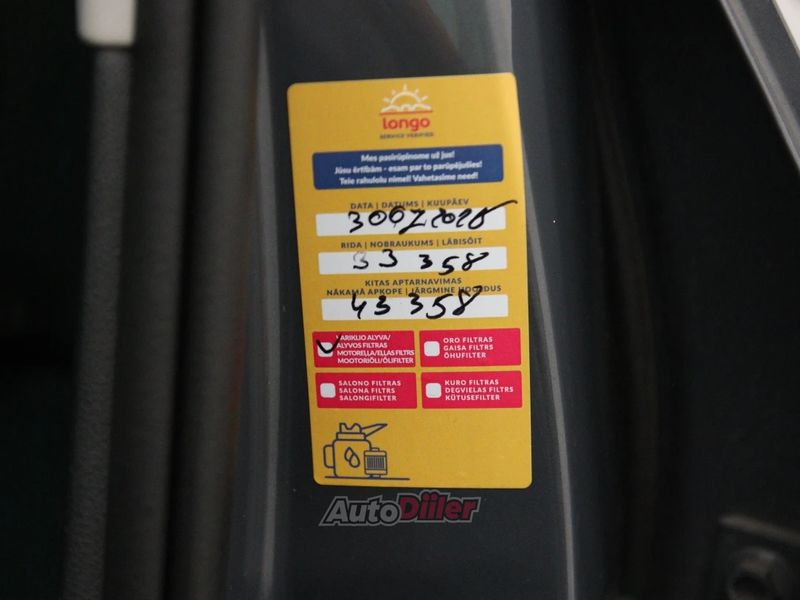 longo
SERVICE VERIFIED
Mes pasirūpinome už jus!
Jūsu ērtībām - esam par to parūpējušies!
Teie rahulolu nimel! Vahetasime need!
DATA | DATUMS | KUUPÄEV
RIDA | NOBRAUKUMS | LÄBISÕIT
33 358
KITAS APTARNAVIMAS
NĀKAMĀ APKOPE | JÄRGMINE HOOLDUS
43 358
VARIKLIO ALYVA/
ALYVOS FILTRAS
MOTOREĻĻA/EĻĻAS FILTRS
MOOTORIÕLI/ÕLIFILTER
ORO FILTRAS
GAISA FILTRS
ÕHUFILTER
SALONO FILTRAS
SALONA FILTRS
SALONGIFILTER
KURO FILTRAS
DEGVIELAS FILTRS
KÜTUSEFILTER
AutoDiiler